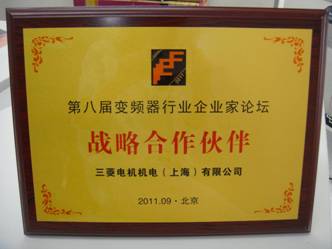 第八届变频器行业企业家论坛
战略合作伙伴
三菱电机机电（上海）有限公司
2011.09·北京